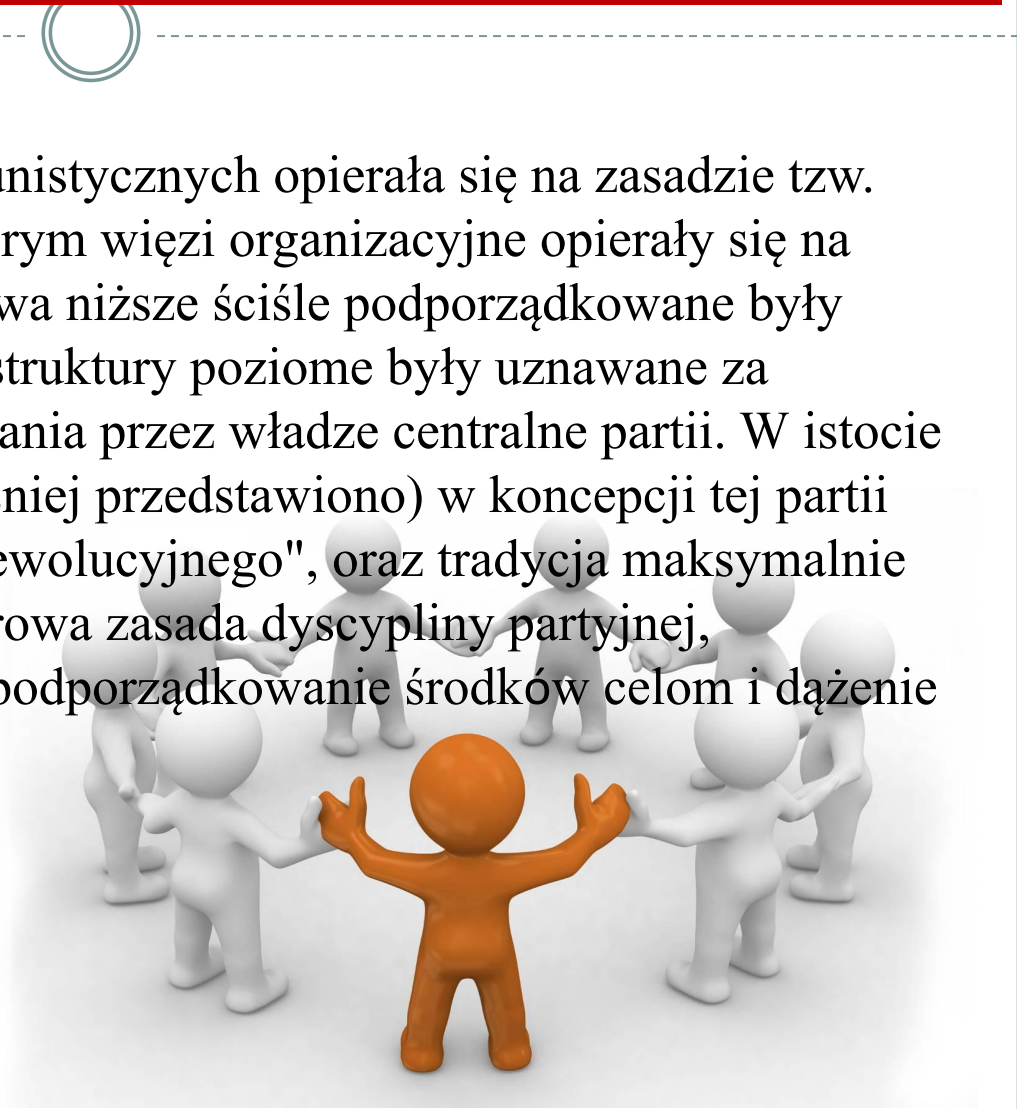 unistycznych opierała się na zasadzie tzw.
rym więzi organizacyjne opierały się na
wa niższe ściśle podporządkowane były
struktury poziome były uznawane za
ania przez władze centralne partii. W istocie
niej przedstawiono) w koncepcji tej partii
ewolucyjnego", oraz tradycja maksymalnie
rowa zasada dyscypliny partyjnej,
podporządkowanie środków celom i dążenie